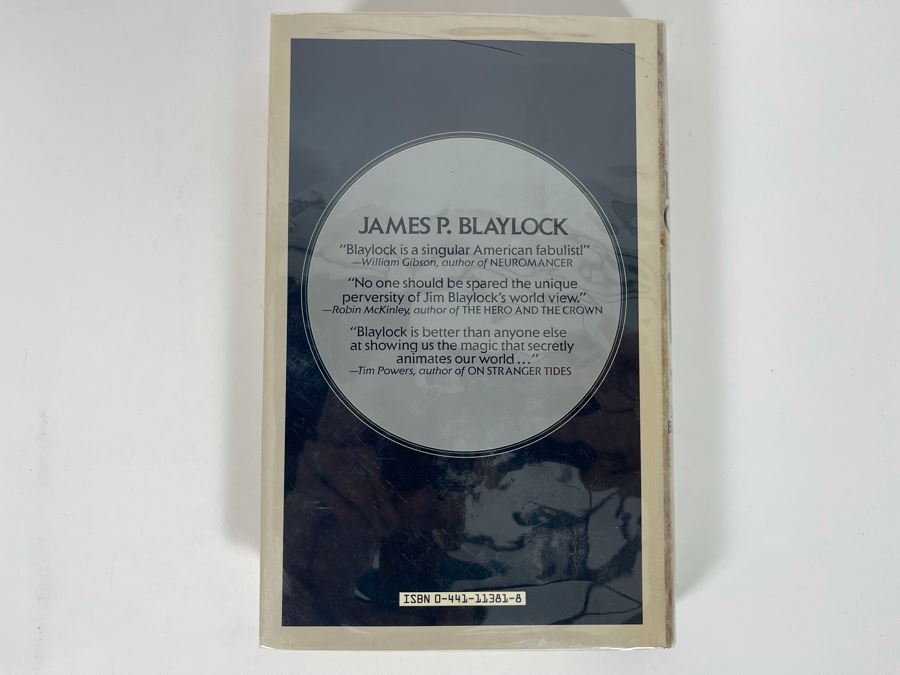 JAMES P. BLAYLOCK
“Blaylock is a singular American fabulist!”
—William Gibson, author of NEUROMANCER
“No one should be spared the unique
perversity of Jim Blaylock’s world view.”
—Robin McKinley, author of THE HERO AND THE CROWN
“Blaylock is better than anyone else
at showing us the magic that secretly
animates our world ...”
—Tim Powers, author of ON STRANGER TIDES
ISBN 0-441-11381-8